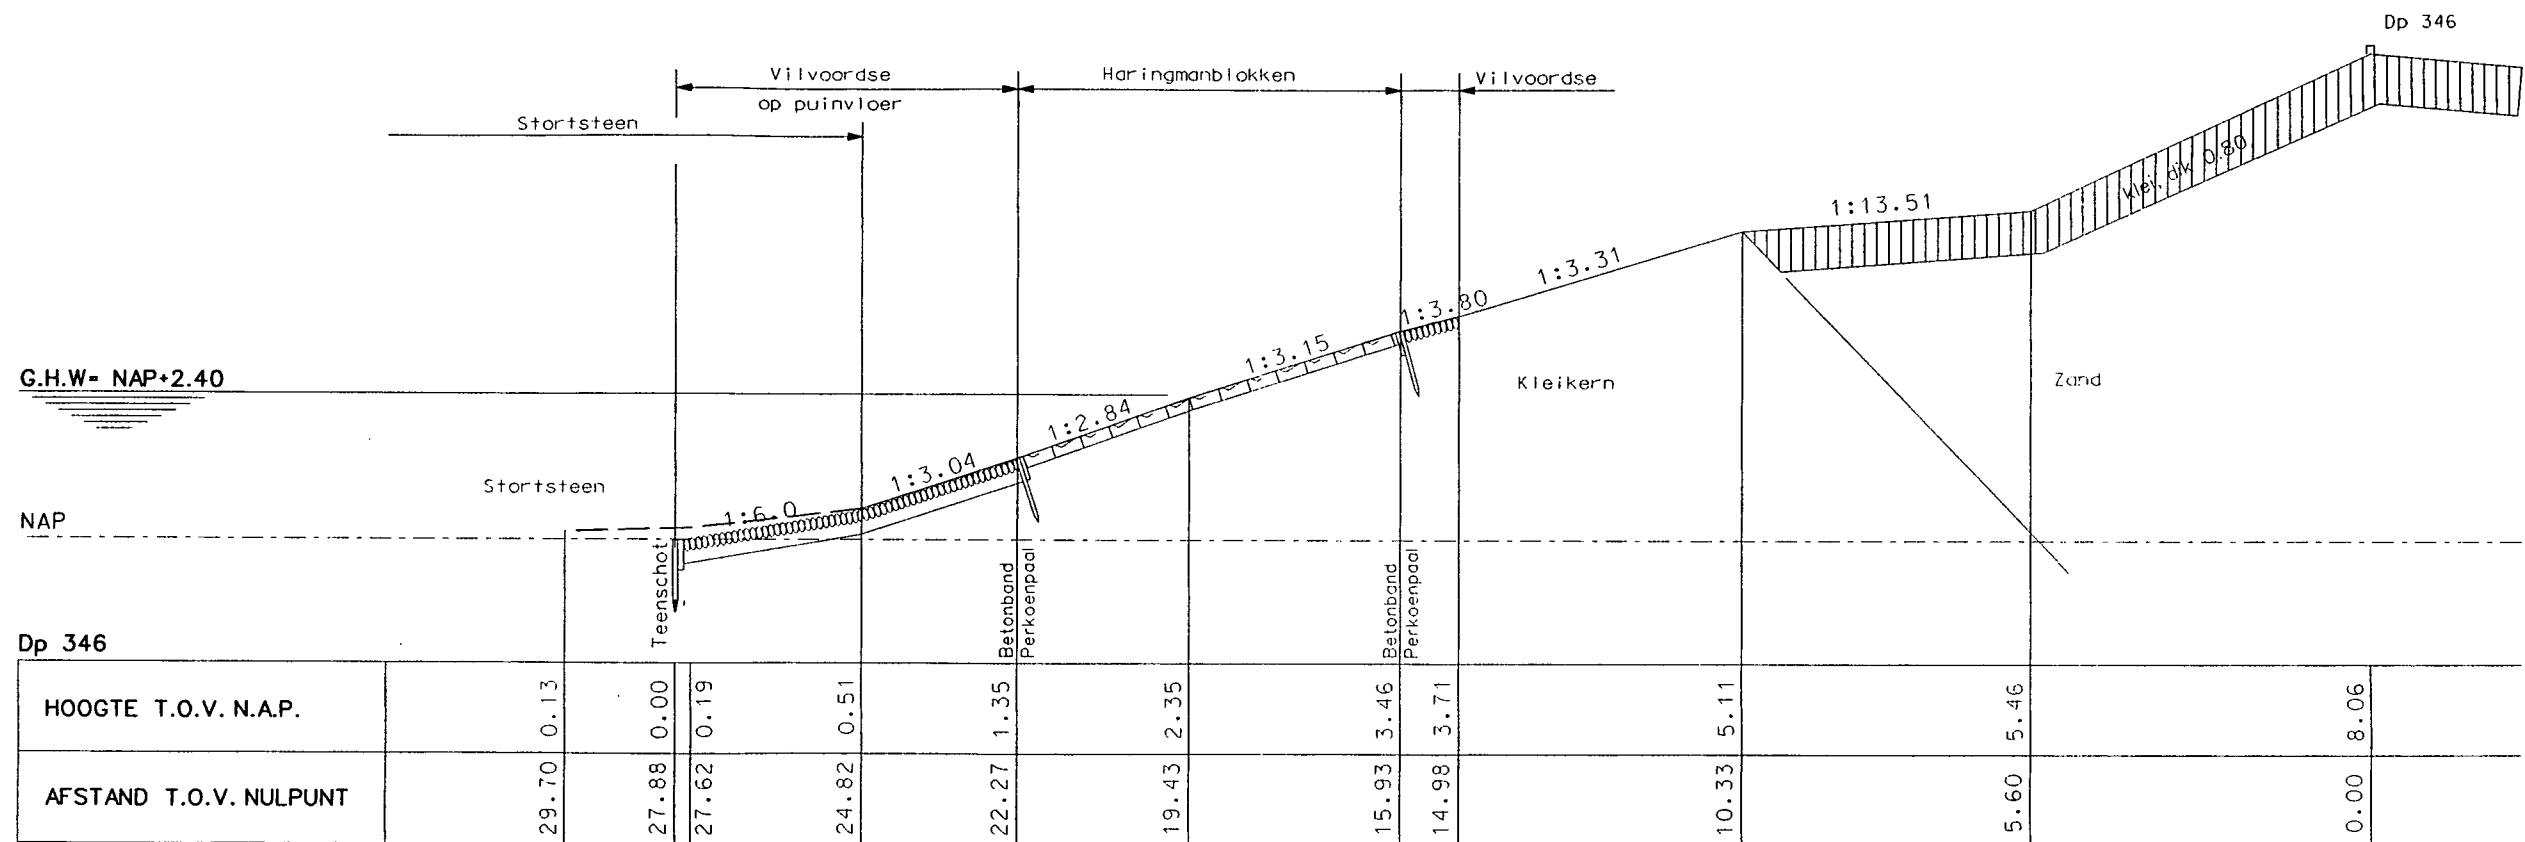 Dp 346
Vilvoordse
op puinvloer
Haringmanblokken
Vilvoordse
Stortsteen
klei, dik 0.80
1:13.51
1:3.31
1:3.80
1:3.15
G.H.W= NAP+2.40
1:2.84
Kleikern
Zand
1:3.04
Stortsteen
1:6.0
NAP
Teenschot
Betonband
Perkoenpaal
Betonband
Perkoenpaal
Dp 346
HOOGTE T.O.V. N.A.P. 0.13 0.00 0.19 0.51 1.35 2.35 3.46 3.71 5.11 5.46 8.06
AFSTAND T.O.V. NULPUNT 29.70 27.88 27.62 24.82 22.27 19.43 15.93 14.98 10.33 5.60 0.00